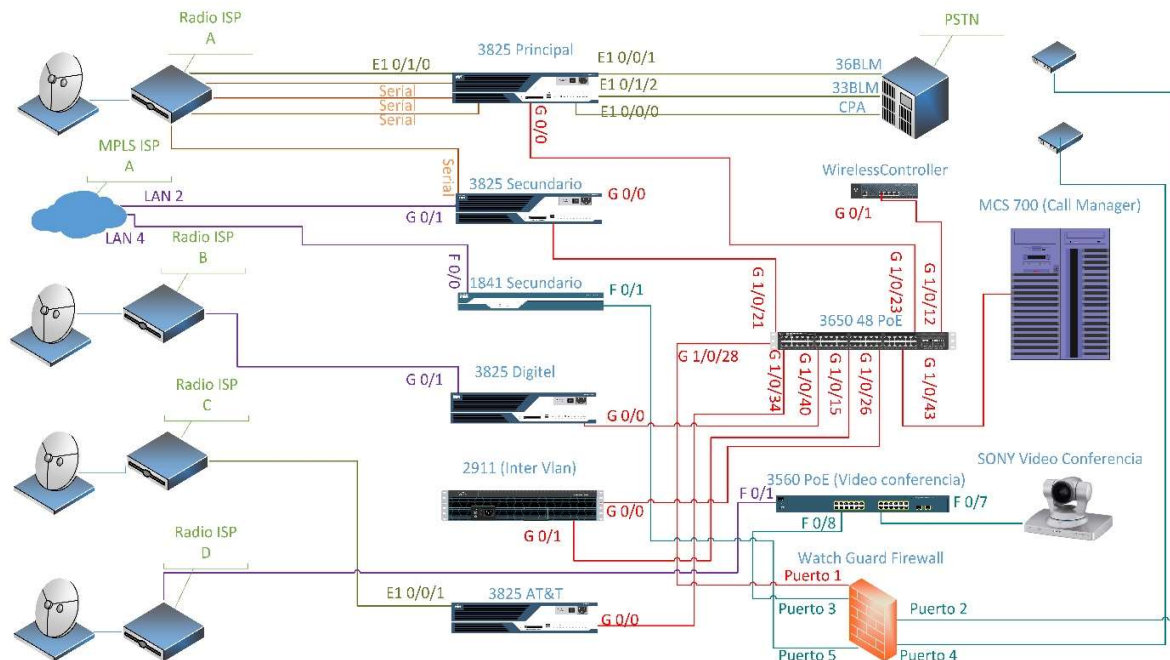 Radio ISP
A
3825 Principal
PSTN
E1 0/1/0
E1 0/0/1
36BLM
Serial
Serial
Serial
E1 0/1/2
33BLM
E1 0/0/0
CPA
G 0/0
MPLS ISP
A
Serial
WirelessController
LAN 2
3825 Secundario
G 0/0
G 0/1
MCS 700 (Call Manager)
G 0/1
LAN 4
Radio ISP
B
F 0/0
1841 Secundario
F 0/1
G 1/0/21
G 1/0/23
G 1/0/12
3650 48 PoE
G 1/0/28
G 1/0/34
G 1/0/40
G 1/0/15
G 1/0/26
G 1/0/43
3825 Digitel
G 0/1
G 0/0
Radio ISP
C
2911 (Inter Vlan)
G 0/0
G 0/1
3560 PoE (Video conferencia)
SONY Video Conferencia
F 0/1
F 0/7
F 0/8
Radio ISP
D
Watch Guard Firewall
Puerto 1
E1 0/0/1
3825 AT&T
G 0/0
Puerto 3
Puerto 2
Puerto 5
Puerto 4